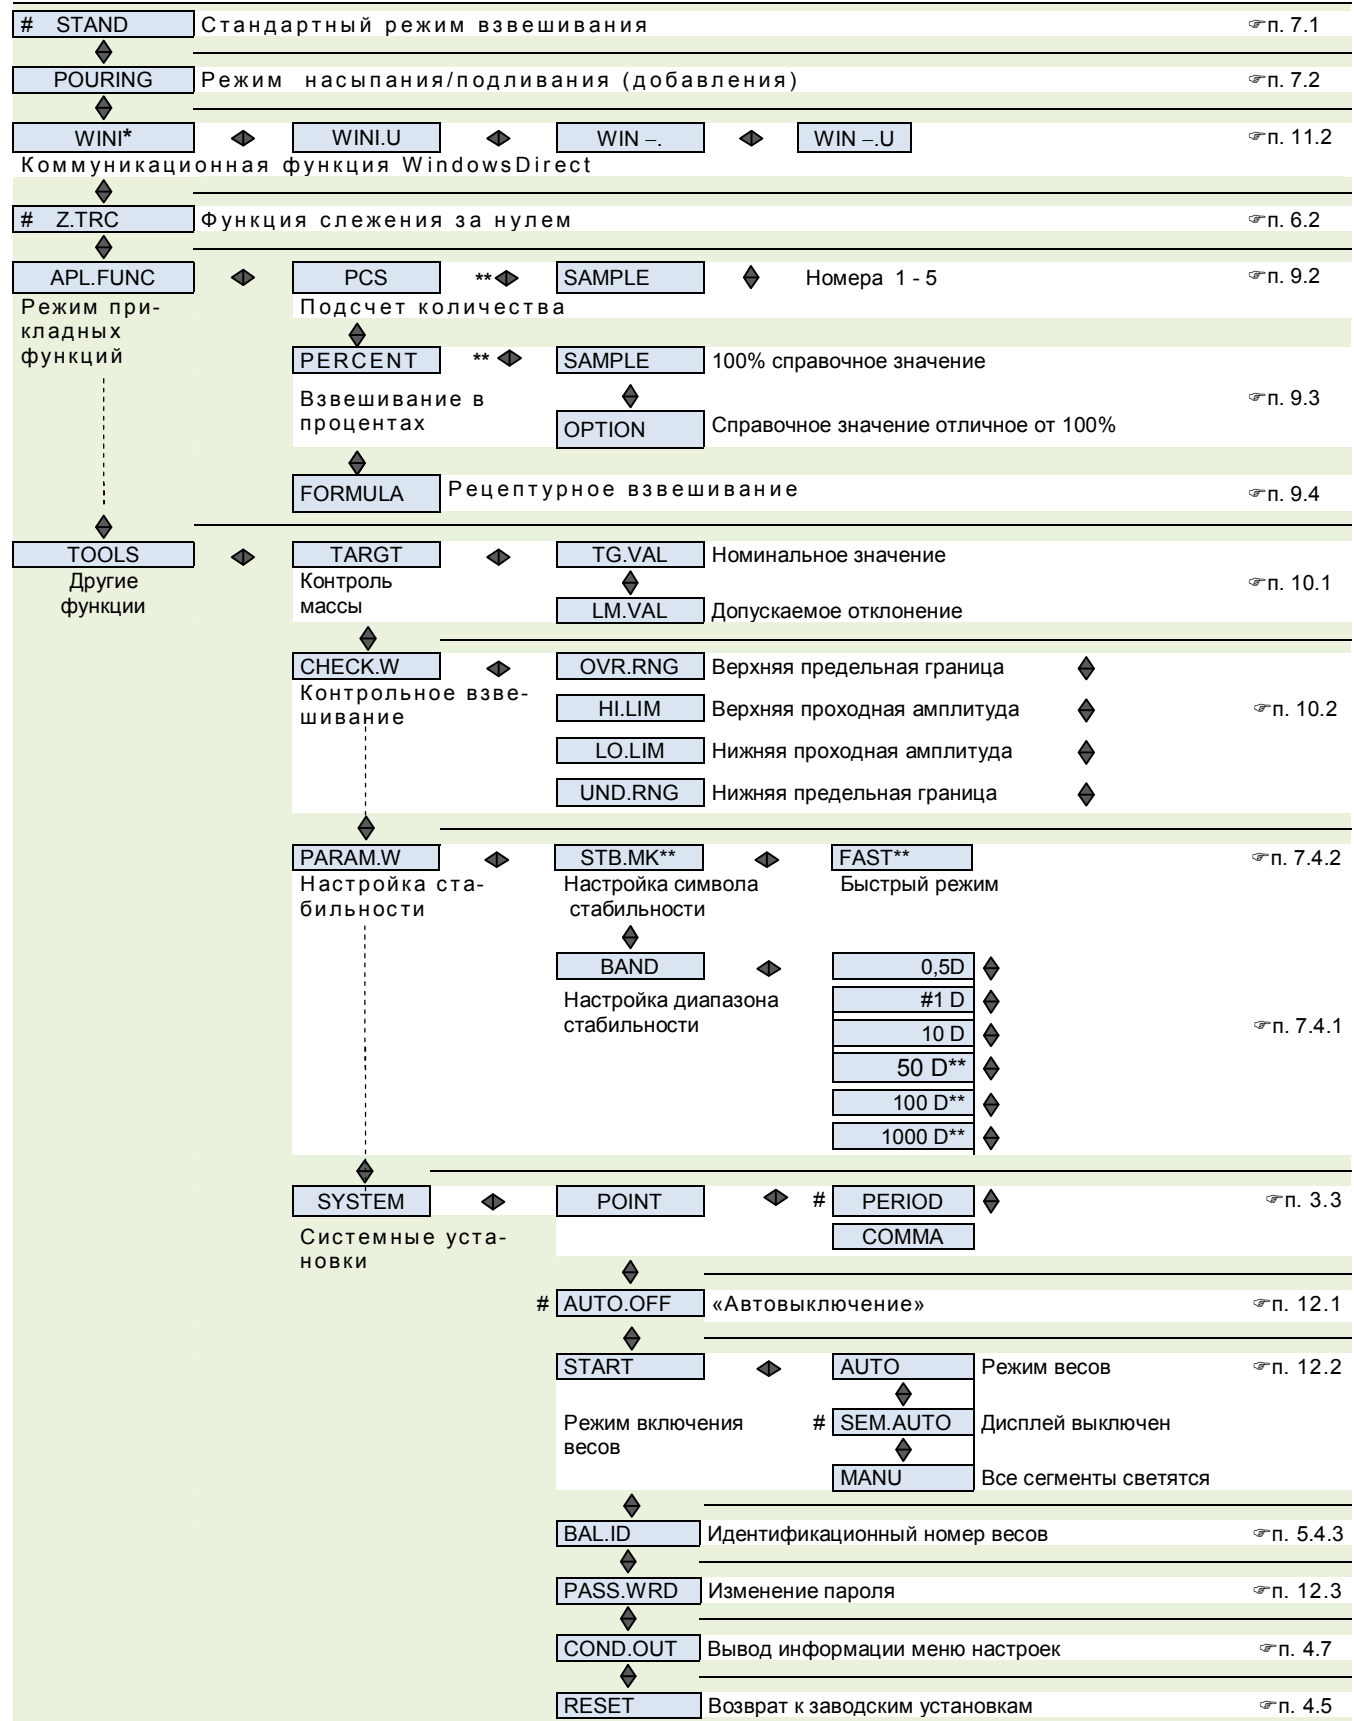 # STAND Стандартный режим взвешивания ☞п. 7.1
POURING Режим насыпания/подливания (добавления) ☞п. 7.2
WINI* WINI.U WIN –. WIN –.U ☞п. 11.2
Коммуникационная функция WindowsDirect
# Z.TRC Функция слежения за нулем ☞п. 6.2
APL.FUNC PCS ** SAMPLE Номера 1 - 5 ☞п. 9.2
Режим при- Подсчет количества
кладных
функций PERCENT ** SAMPLE 100% справочное значение
Взвешивание в ☞п. 9.3
процентах OPTION Справочное значение отличное от 100%
FORMULA Рецептурное взвешивание ☞п. 9.4
TOOLS TARGT TG.VAL Номинальное значение
Другие Контроль ☞п. 10.1
функции массы LM.VAL Допускаемое отклонение
CHECK.W OVR.RNG Верхняя предельная граница
Контрольное взве-
шивание HI.LIM Верхняя проходная амплитуда ☞п. 10.2
LO.LIM Нижняя проходная амплитуда
UND.RNG Нижняя предельная граница
PARAM.W STB.MK** FAST** ☞п. 7.4.2
Настройка ста- Настройка символа Быстрый режим
бильности стабильности
BAND 0,5D
Настройка диапазона #1 D
стабильности 10 D ☞п. 7.4.1
50 D**
100 D**
1000 D**
SYSTEM POINT # PERIOD ☞п. 3.3
Системные уста- COMMA
новки
# AUTO.OFF «Автовыключение» ☞п. 12.1
START AUTO Режим весов ☞п. 12.2
Режим включения # SEM.AUTO Дисплей выключен
весов
MANU Все сегменты светятся
BAL.ID Идентификационный номер весов ☞п. 5.4.3
PASS.WRD Изменение пароля ☞п. 12.3
COND.OUT Вывод информации меню настроек ☞п. 4.7
RESET Возврат к заводским установкам ☞п. 4.5